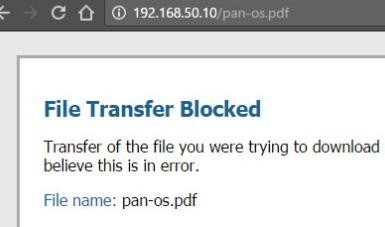 192.168.50.10/pan-os.pdf
File Transfer Blocked
Transfer of the file you were trying to download
believe this is in error.
File name: pan-os.pdf